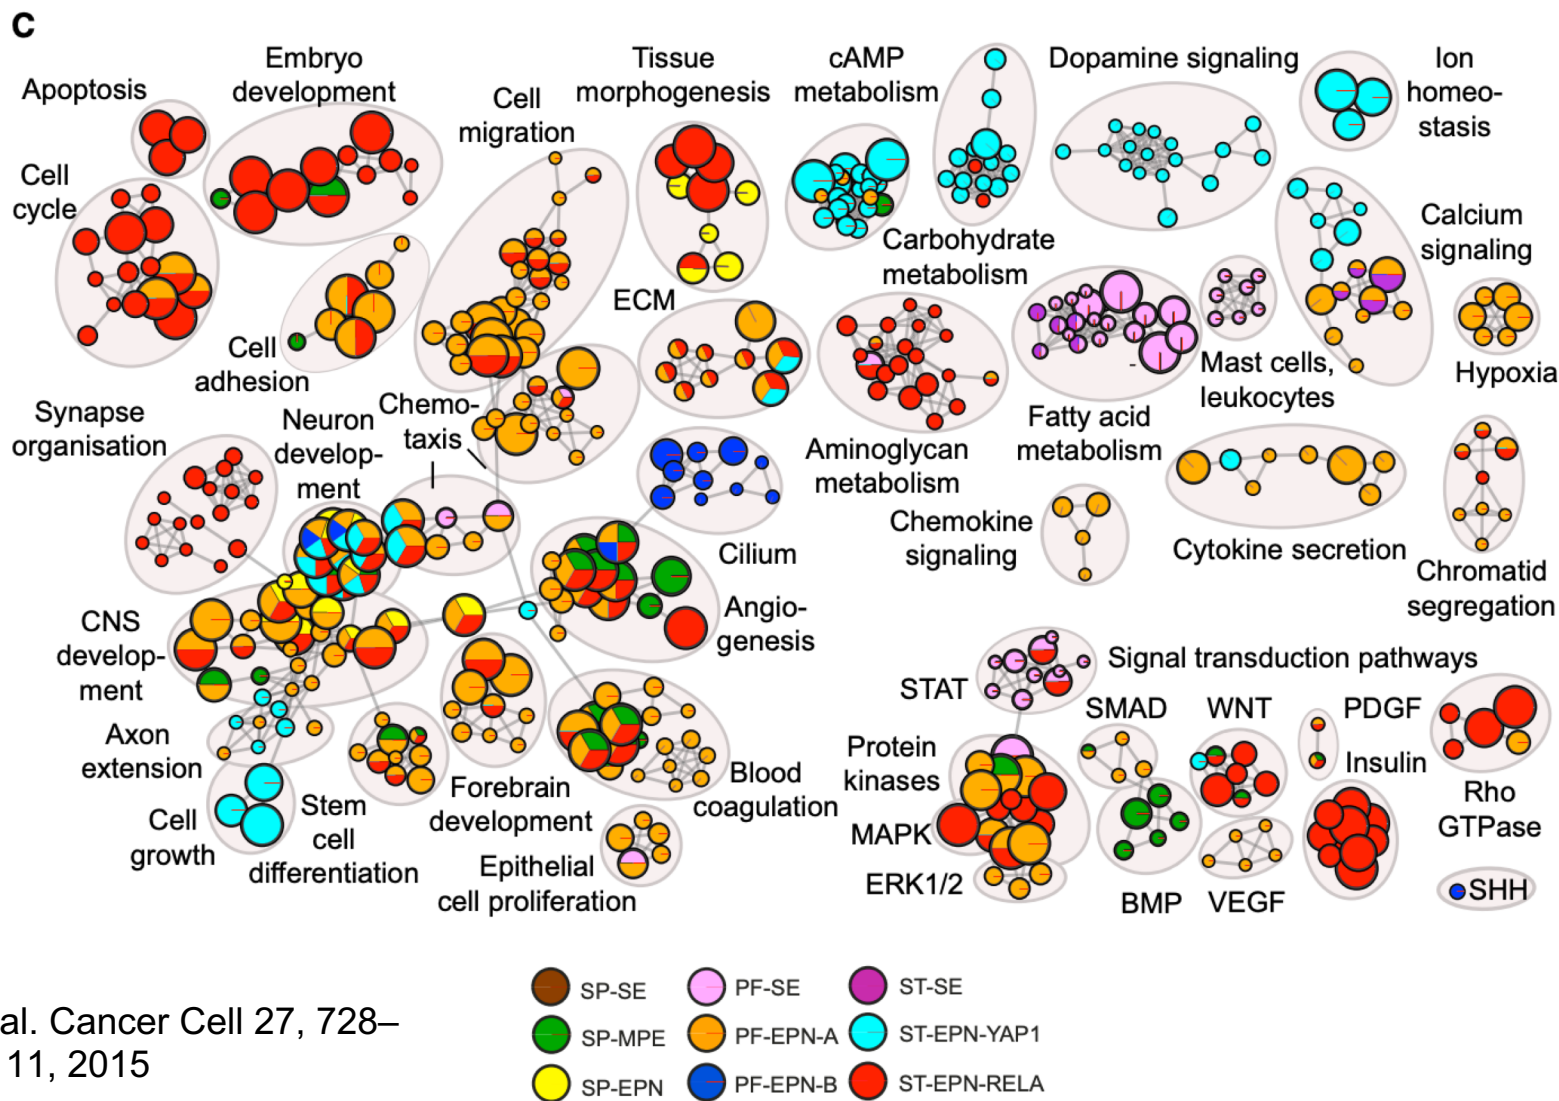 C
Apoptosis
Embryo
development
Cell
migration
Tissue
morphogenesis
cAMP
metabolism
Dopamine signaling
Ion
homeo-
stasis
Cell
cycle
Carbohydrate
metabolism
Calcium
signaling
ECM
Cell
adhesion
Mast cells,
leukocytes
Hypoxia
Synapse
organisation
Neuron
develop-
ment
Chemo-
taxis
Aminoglycan
metabolism
Fatty acid
metabolism
Chemokine
signaling
Cytokine secretion
Chromatid
segregation
Cilium
Angio-
genesis
CNS
develop-
ment
Axon
extension
Cell
growth
Stem
cell
differentiation
Forebrain
development
Epithelial
cell proliferation
Blood
coagulation
Signal transduction pathways
STAT
SMAD
WNT
PDGF
Insulin
Protein
kinases
MAPK
ERK1/2
BMP
VEGF
Rho
GTPase
SHH
SP-SE
PF-SE
ST-SE
SP-MPE
PF-EPN-A
ST-EPN-YAP1
SP-EPN
PF-EPN-B
ST-EPN-RELA
al. Cancer Cell 27, 728–
11, 2015